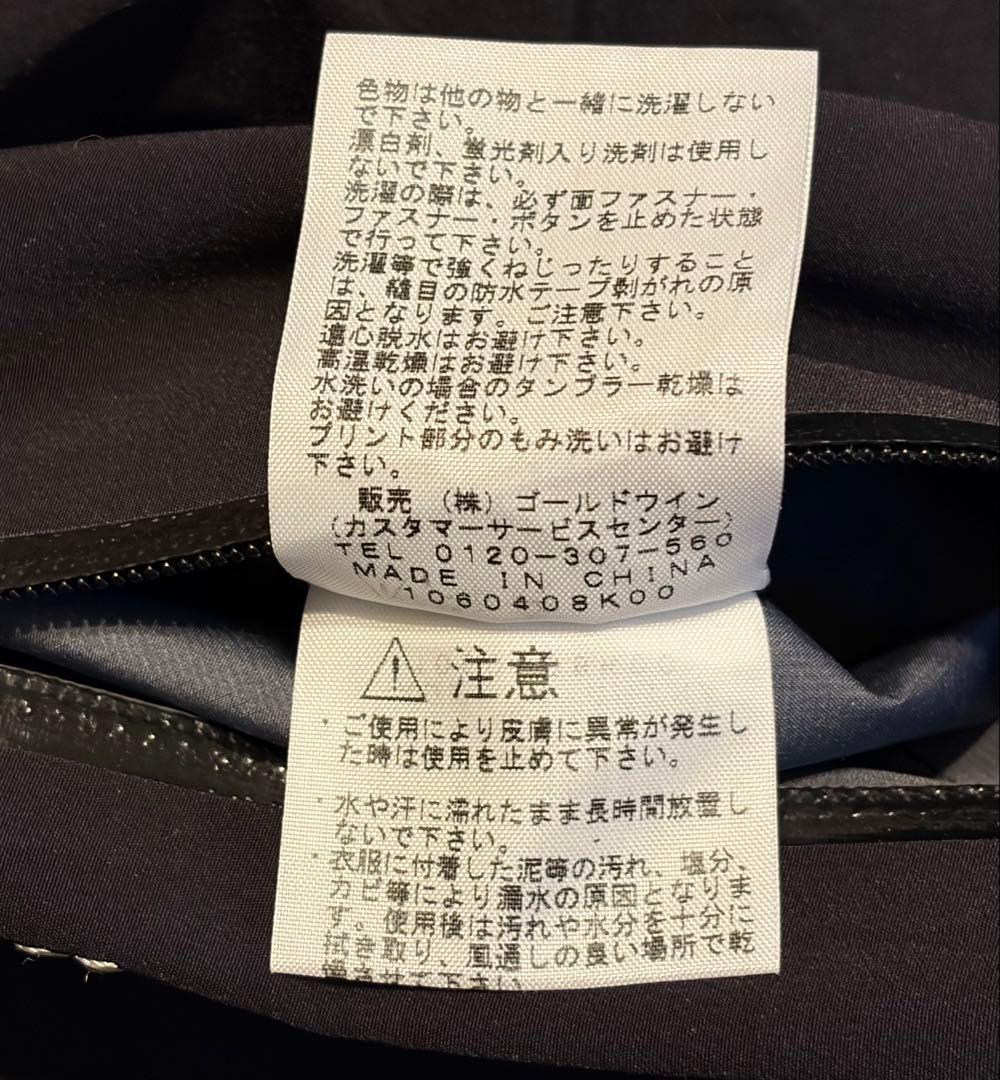 色物は他の物と一緒に洗濯しない
で下さい。
漂白剤、蛍光剤入り洗剤は使用し
ないで下さい。
洗濯の際は、必ず面ファスナー・
ファスナー・ボタンを止めた状態
で行って下さい。
洗濯等で強くねじったりすること
は、縫目の防水テープ剥がれの原
因となります。ご注意下さい。
遠心脱水はお避け下さい。
高温乾燥はお避け下さい。
水洗いの場合のタンブラー乾燥は
お避けください。
プリント部分のもみ洗いはお避け
下さい。
販売 (株)ゴールドウイン
(カスタマーサービスセンター)
TEL 0120-307-560
MADE IN CHINA
1060408K00
注意
・ご使用により皮膚に異常が発生し
た時は使用を止めて下さい。
・水や汗に濡れたまま長時間放置し
ないで下さい。
・衣服に付着した泥等の汚れ、塩分、
カビ等により漏水の原因となりま
す。使用後は汚れや水分を十分に
拭き取り、風通しの良い場所で乾
燥させて下さい